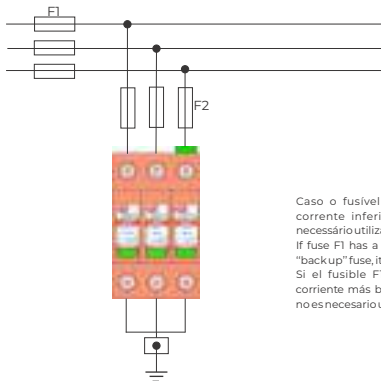 F1
F2
Caso o fusível
corrente inferi
necessário utiliza
If fuse F1 has a
“back up” fuse, it
Si el fusible F1
corriente más b
no es necesario u